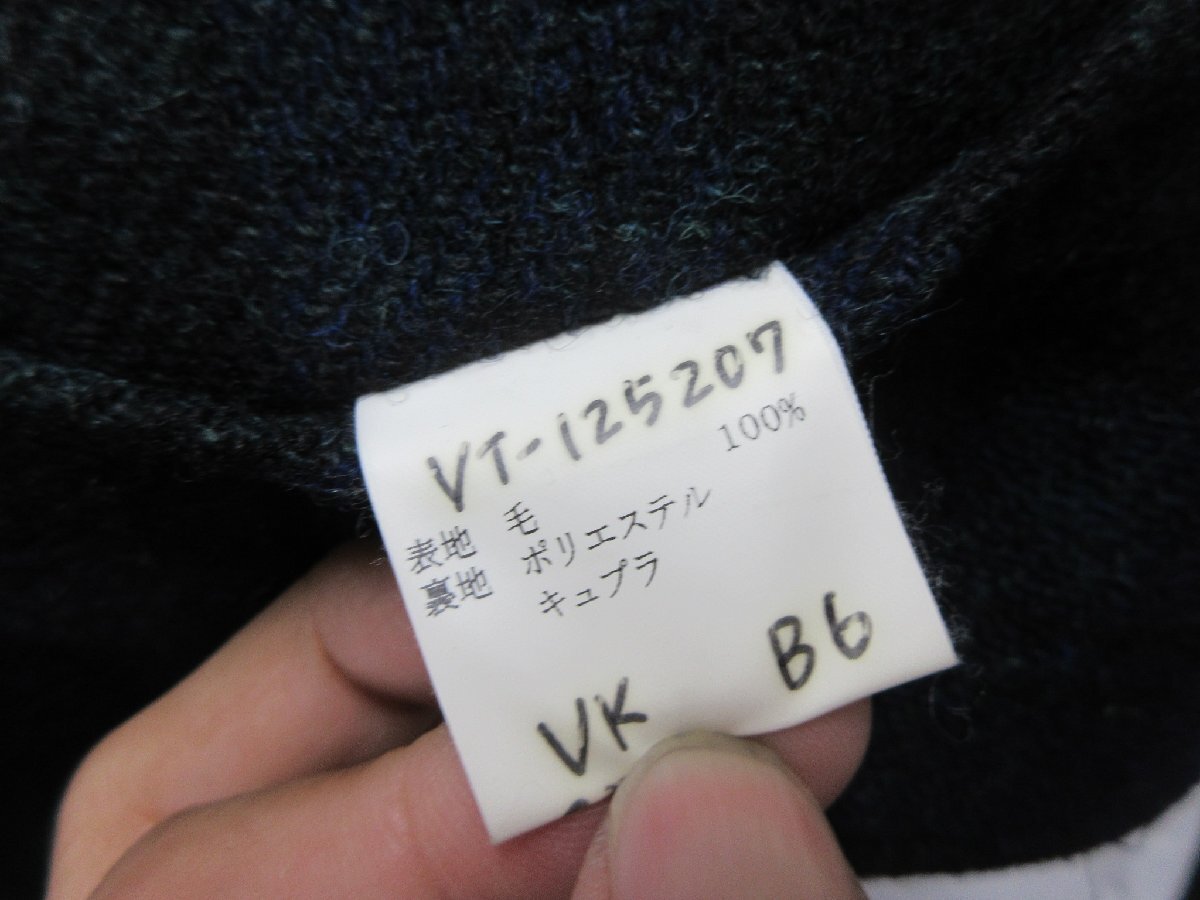 VT-125207
表地 毛 100%
裏地 ポリエステル
キュプラ
VK B6